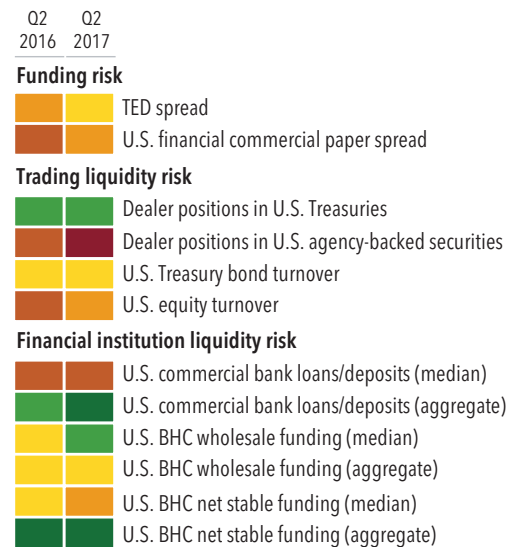 Q2 Q2
2016 2017
Funding risk
TED spread
U.S. financial commercial paper spread
Trading liquidity risk
Dealer positions in U.S. Treasuries
Dealer positions in U.S. agency-backed securities
U.S. Treasury bond turnover
U.S. equity turnover
Financial institution liquidity risk
U.S. commercial bank loans/deposits (median)
U.S. commercial bank loans/deposits (aggregate)
U.S. BHC wholesale funding (median)
U.S. BHC wholesale funding (aggregate)
U.S. BHC net stable funding (median)
U.S. BHC net stable funding (aggregate)